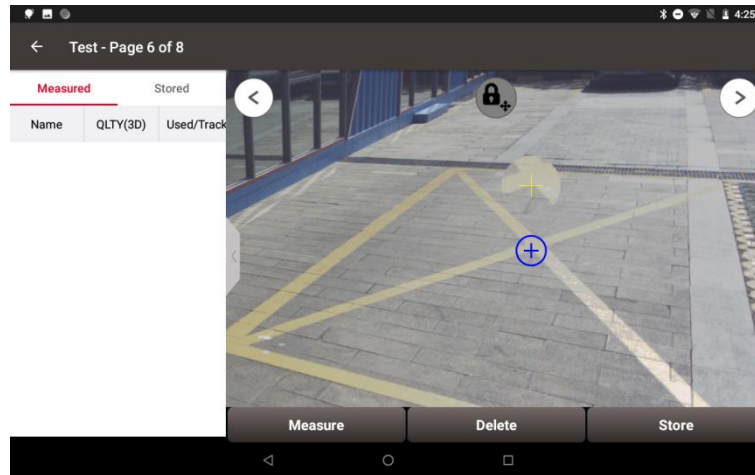 4:25
Test - Page 6 of 8
Measured Stored
Name QLTY(3D) Used/Track
Measure Delete Store